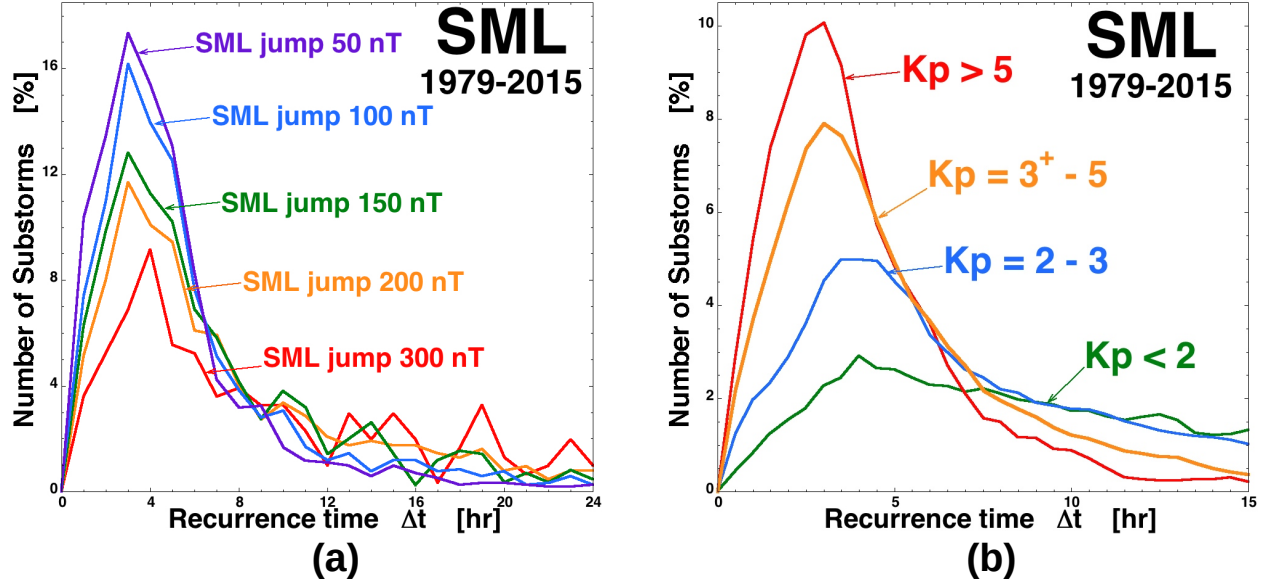 SML
1979-2015
SML jump 50 nT
SML jump 100 nT
SML jump 150 nT
SML jump 200 nT
SML jump 300 nT
Number of Substorms [%]
16
12
8
4
0
0 4 8 12 16 20 24
Recurrence time Δt [hr]
(a)
SML
1979-2015
Kp > 5
Kp = 3⁺ - 5
Kp = 2 - 3
Kp < 2
Number of Substorms [%]
10
8
6
4
2
0
0 5 10 15
Recurrence time Δt [hr]
(b)